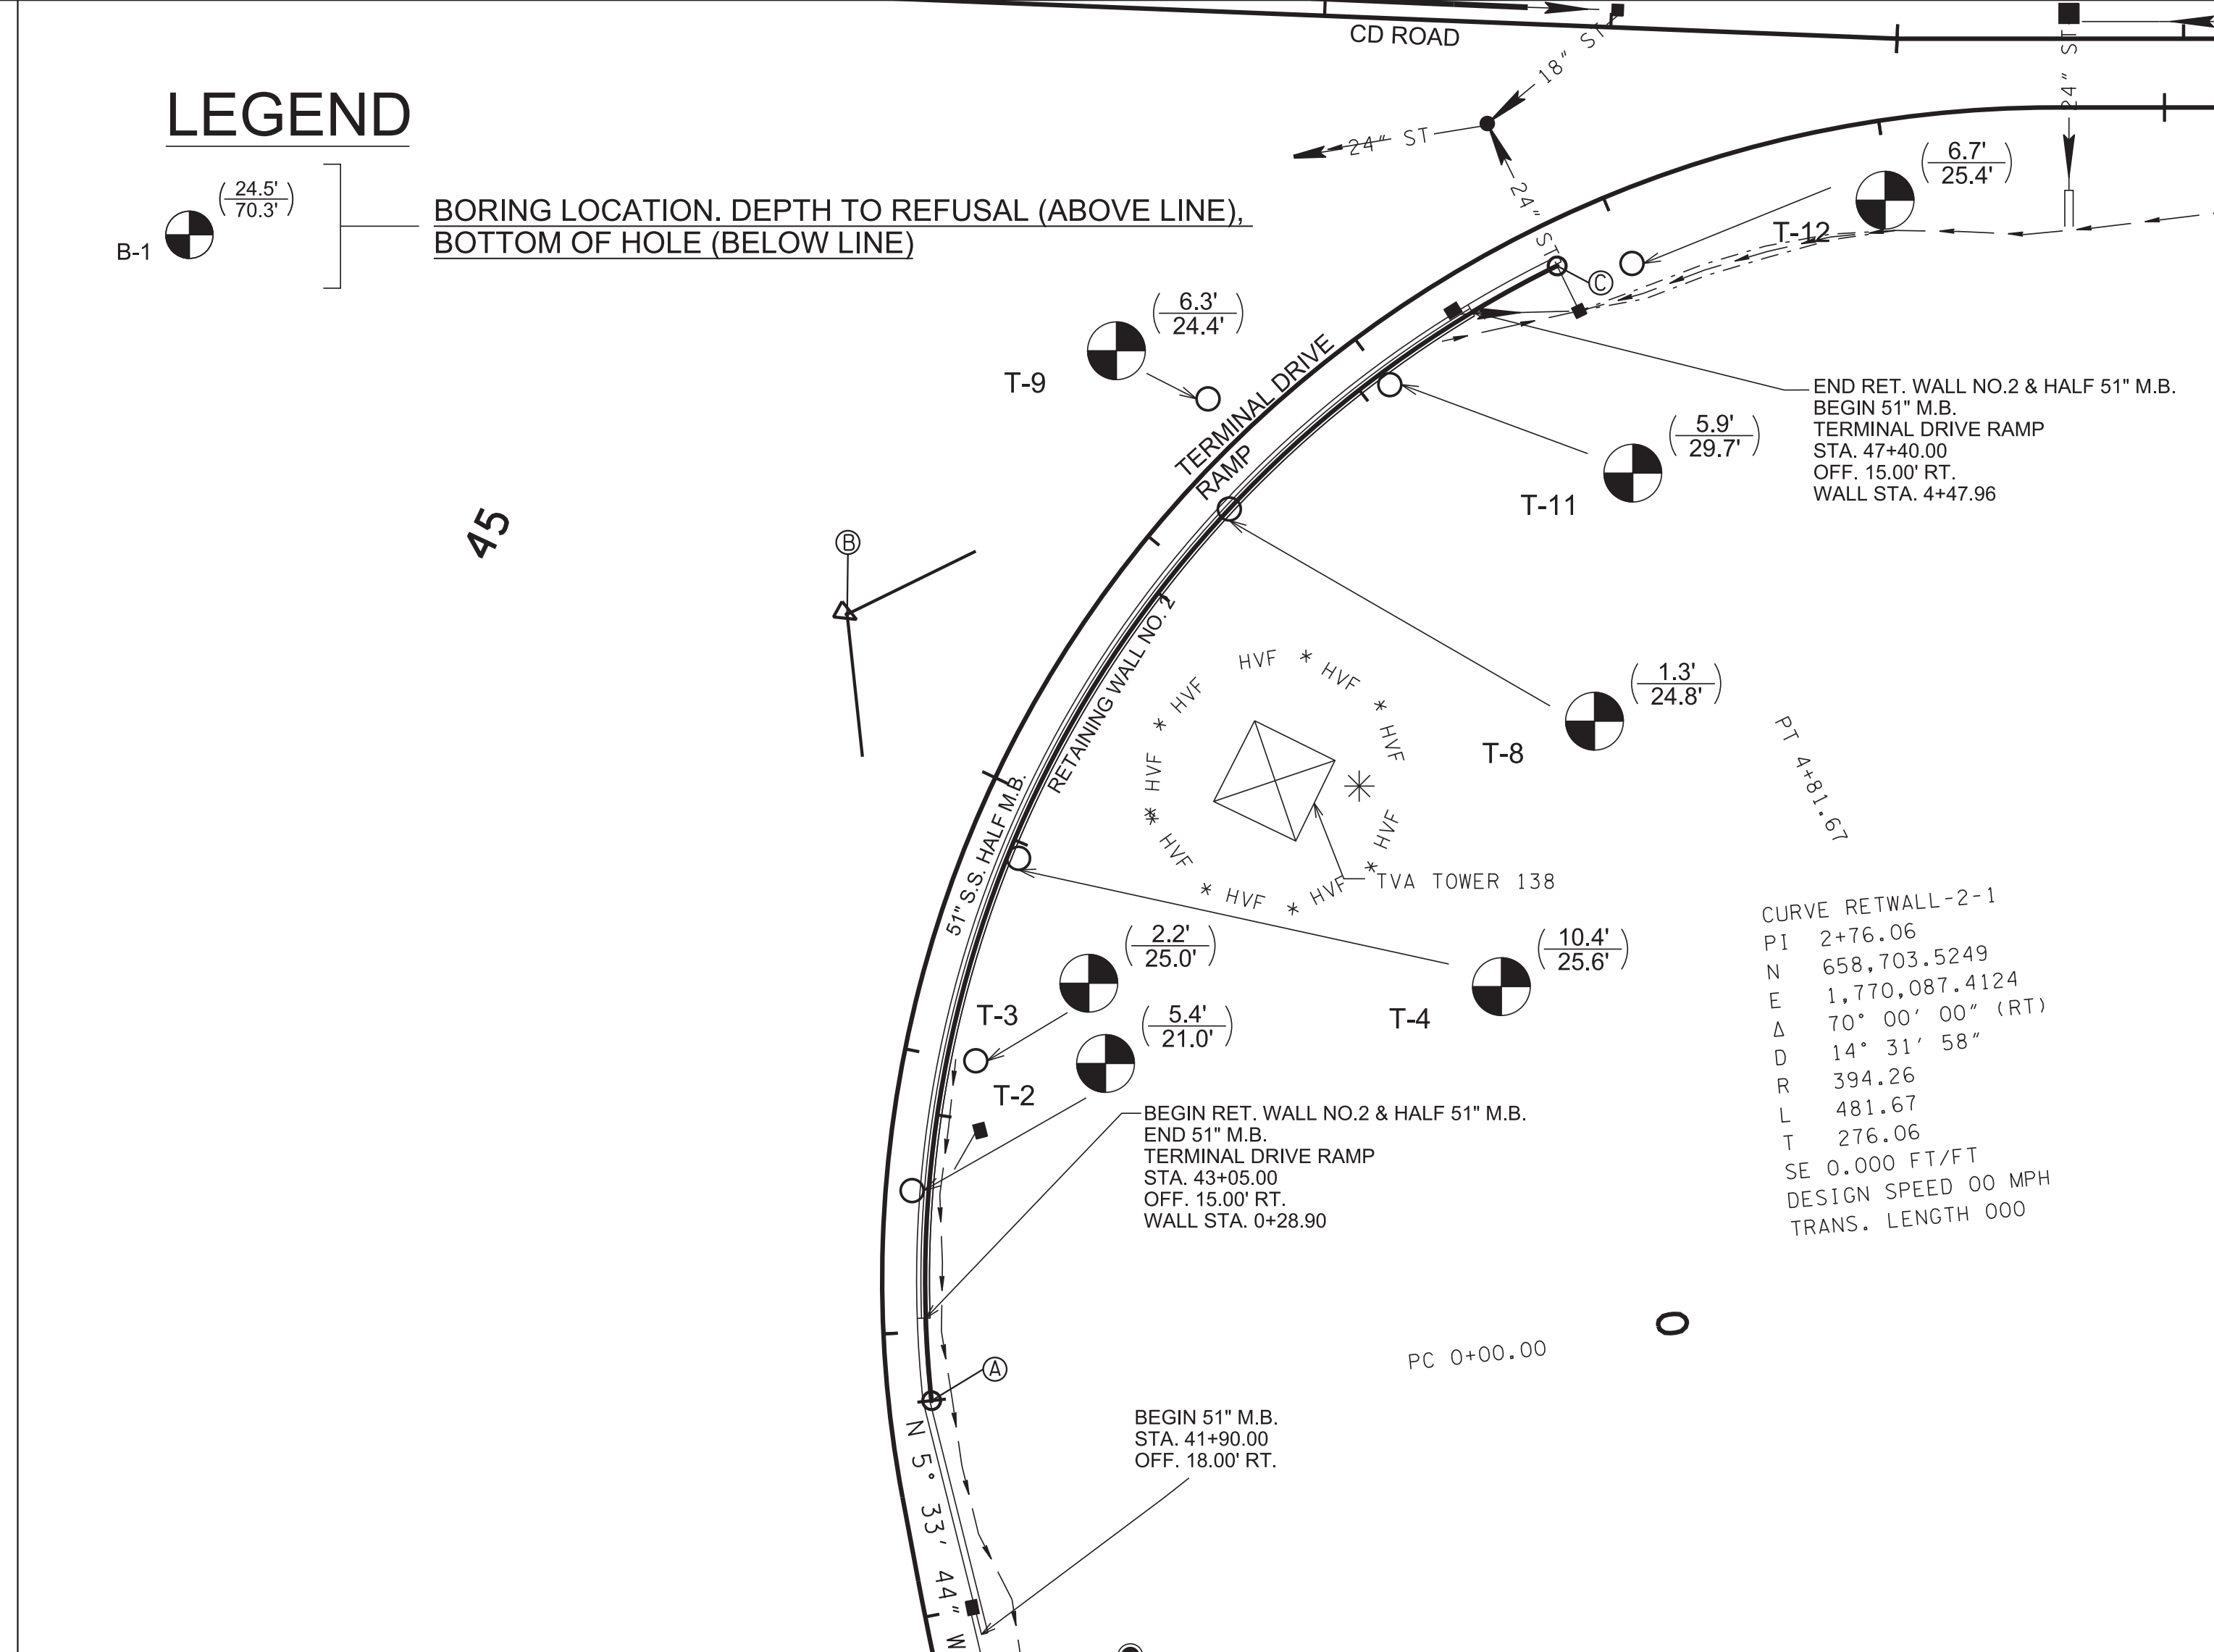 CD ROAD
18" ST
24" ST
24" ST
24" ST
LEGEND
(24.5'/70.3')
B-1
BORING LOCATION. DEPTH TO REFUSAL (ABOVE LINE),
BOTTOM OF HOLE (BELOW LINE)
(6.7'/25.4')
T-12
C
(6.3'/24.4')
T-9
TERMINAL DRIVE
RAMP
(5.9'/29.7')
T-11
END RET. WALL NO.2 & HALF 51" M.B.
BEGIN 51" M.B.
TERMINAL DRIVE RAMP
STA. 47+40.00
OFF. 15.00' RT.
WALL STA. 4+47.96
45
B
RETAINING WALL NO. 2
51" S.S. HALF M.B.
HVF * HVF * HVF * HVF * HVF * HVF * HVF * HVF * HVF *
TVA TOWER 138
(1.3'/24.8')
T-8
PT 4+81.67
(10.4'/25.6')
T-4
(2.2'/25.0')
T-3
(5.4'/21.0')
T-2
CURVE RETWALL-2-1
PI 2+76.06
N 658,703.5249
E 1,770,087.4124
Δ 70° 00' 00" (RT)
D 14° 31' 58"
R 394.26
L 481.67
T 276.06
SE 0.000 FT/FT
DESIGN SPEED 00 MPH
TRANS. LENGTH 000
BEGIN RET. WALL NO.2 & HALF 51" M.B.
END 51" M.B.
TERMINAL DRIVE RAMP
STA. 43+05.00
OFF. 15.00' RT.
WALL STA. 0+28.90
0
PC 0+00.00
A
BEGIN 51" M.B.
STA. 41+90.00
OFF. 18.00' RT.
N 5° 33' 44" W